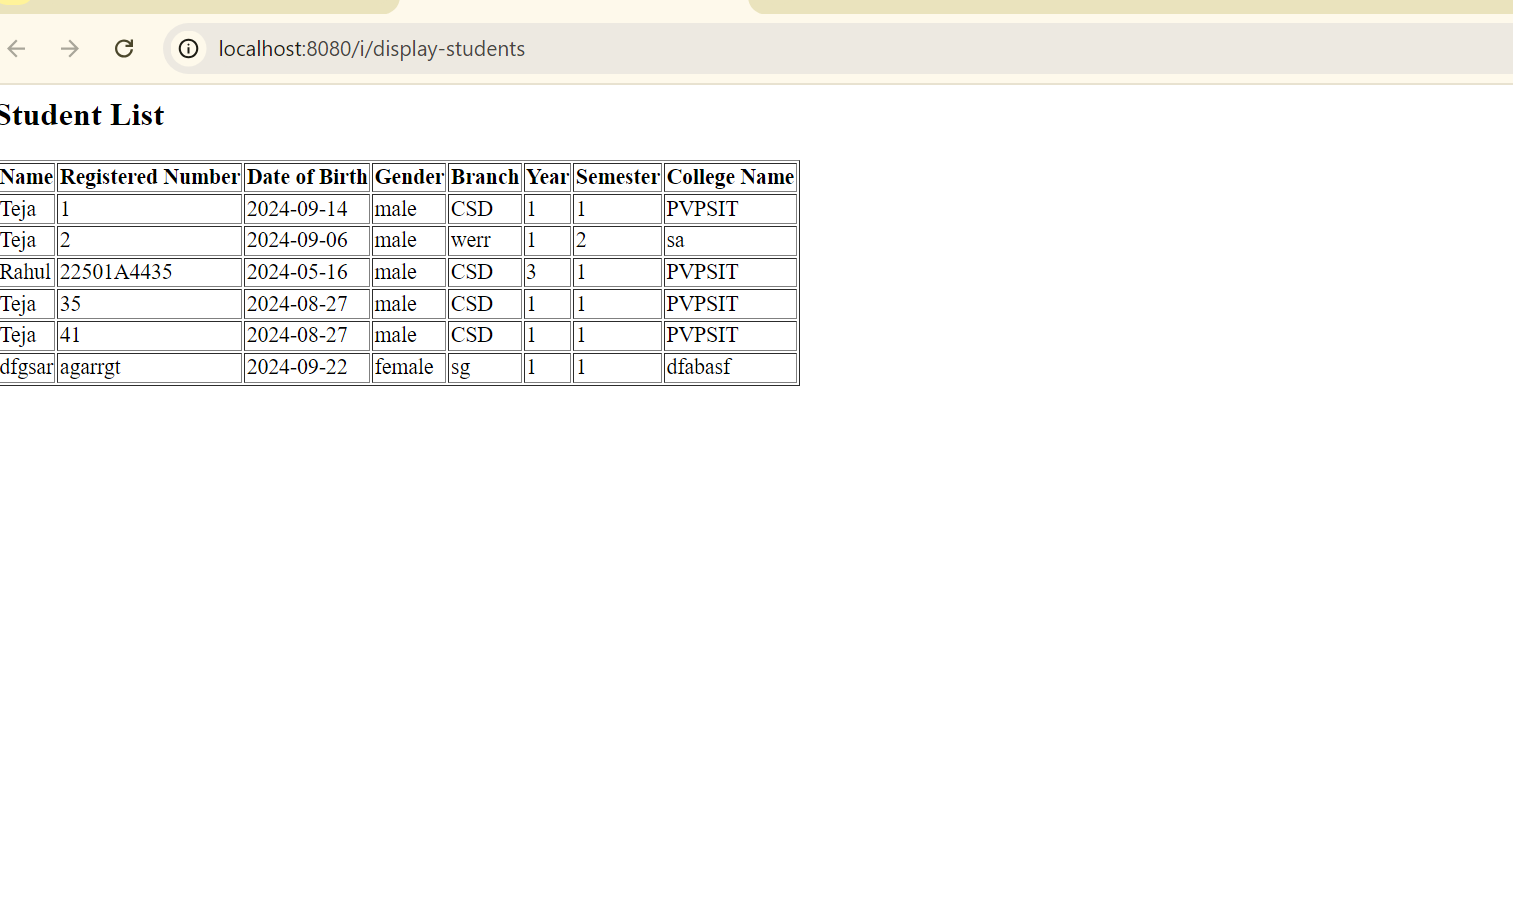 localhost:8080/i/display-students
Student List
Name Registered Number Date of Birth Gender Branch Year Semester College Name
Teja 1 2024-09-14 male CSD 1 1 PVPSIT
Teja 2 2024-09-06 male werr 1 2 sa
Rahul 22501A4435 2024-05-16 male CSD 3 1 PVPSIT
Teja 35 2024-08-27 male CSD 1 1 PVPSIT
Teja 41 2024-08-27 male CSD 1 1 PVPSIT
dfgsar agarrgt 2024-09-22 female sg 1 1 dfabasf